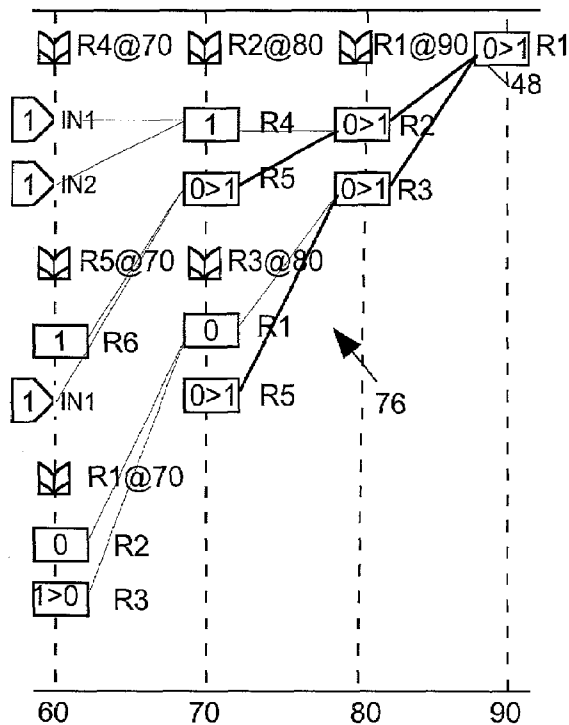 R4@70 R2@80 R1@90 0>1 R1
48
1 IN1 1 R4 0>1 R2
1 IN2 0>1 R5 0>1 R3
R5@70 R3@80
1 R6 0 R1
1 IN1 0>1 R5 76
R1@70
0 R2
1>0 R3
60 70 80 90